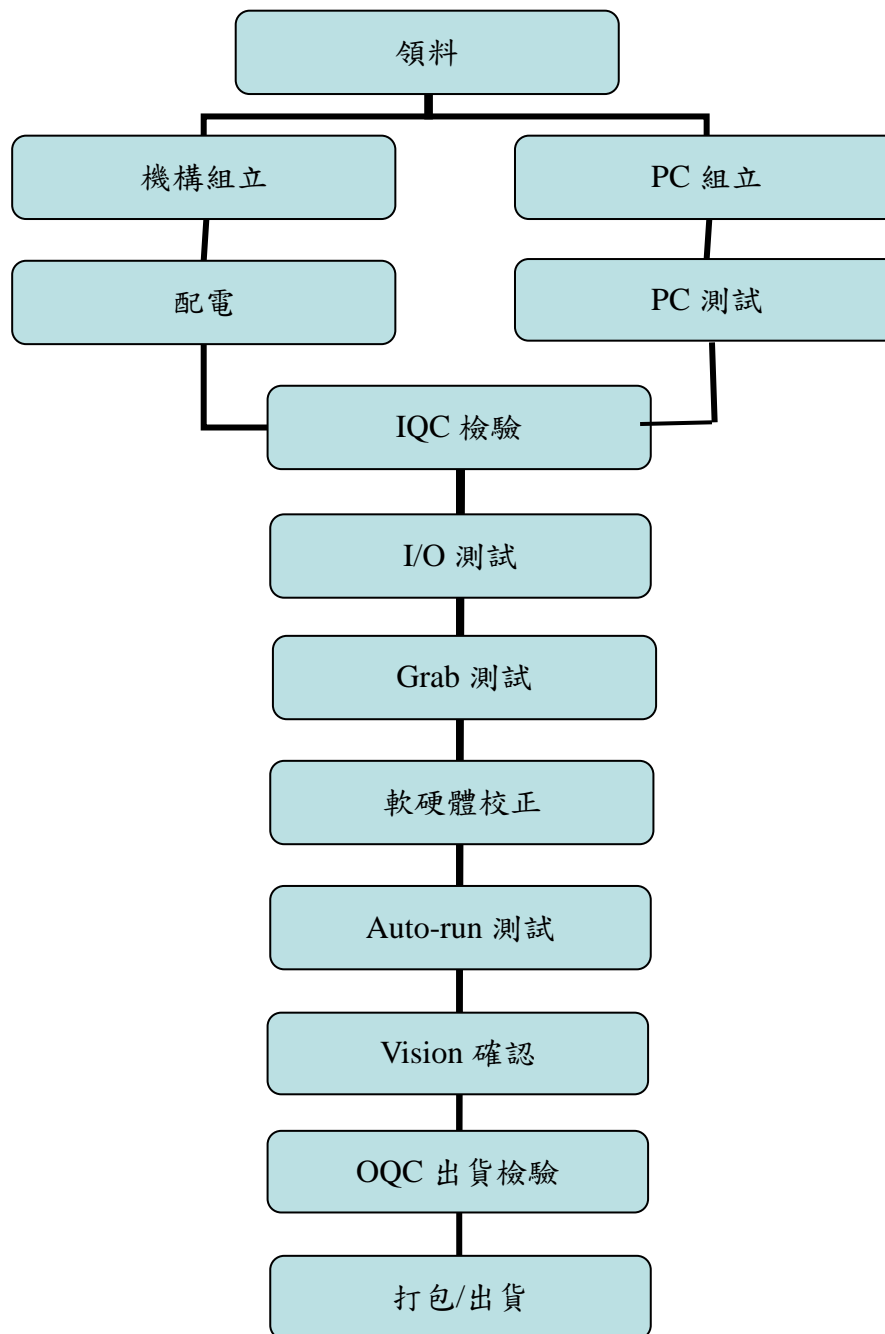 領料
機構組立
PC 組立
配電
PC 測試
IQC 檢驗
I/O 測試
Grab 測試
軟硬體校正
Auto-run 測試
Vision 確認
OQC 出貨檢驗
打包/出貨